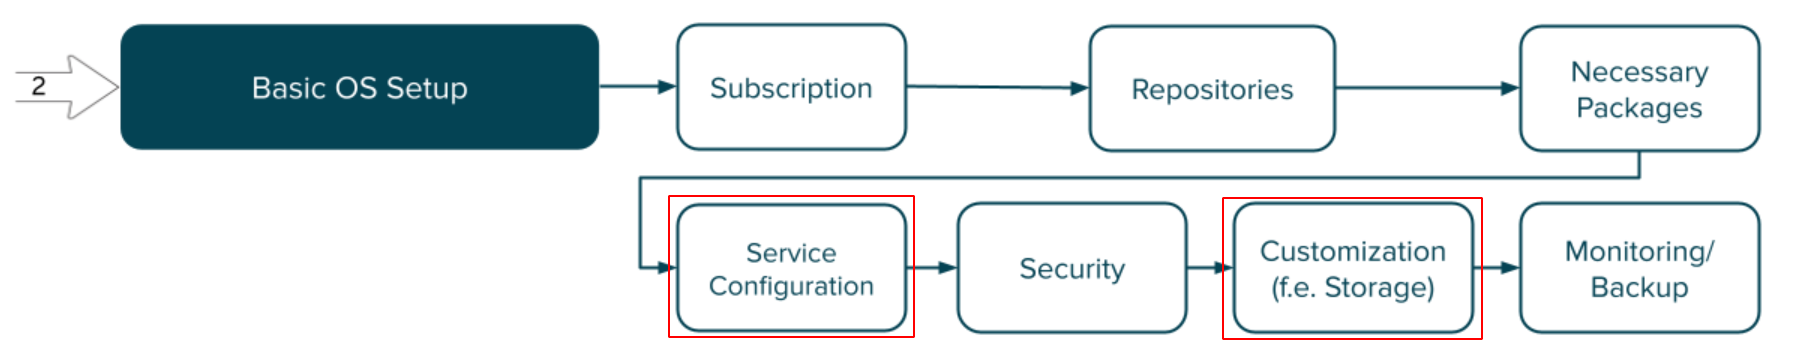 2
Basic OS Setup
Subscription
Repositories
Necessary
Packages
Service
Configuration
Security
Customization
(f.e. Storage)
Monitoring/
Backup